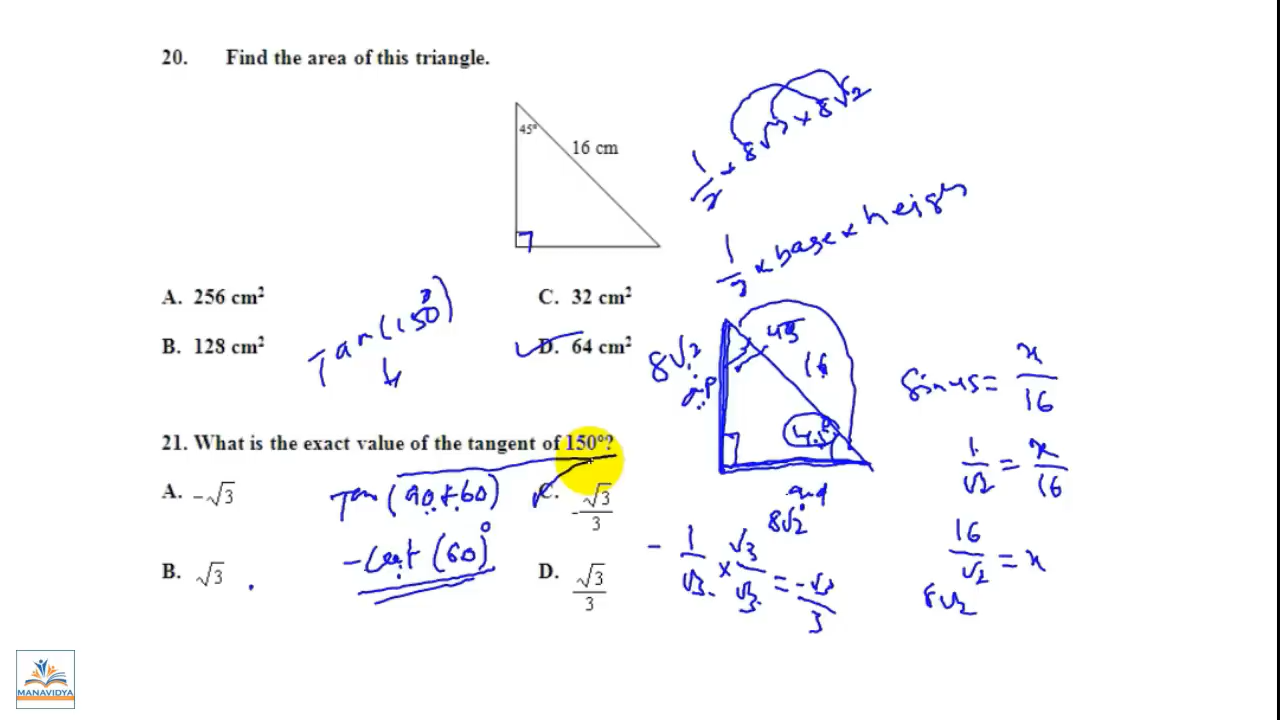 20. Find the area of this triangle.
45°
16 cm
1/2 × 8√2 × 8√2
1/2 × base × heigh
A. 256 cm²
C. 32 cm²
B. 128 cm²
D. 64 cm²
Tan(150°)
8√2
45
16
45°
8√2
sin 45 = x/16
1/√2 = x/16
16/√2 = x
8√2
21. What is the exact value of the tangent of 150°?
A. -√3
C. -√3/3
B. √3
D. √3/3
Tan (90+60)
-cot (60)°
- 1/√3 × √3/√3 = -√3/3
MANAVIDYA